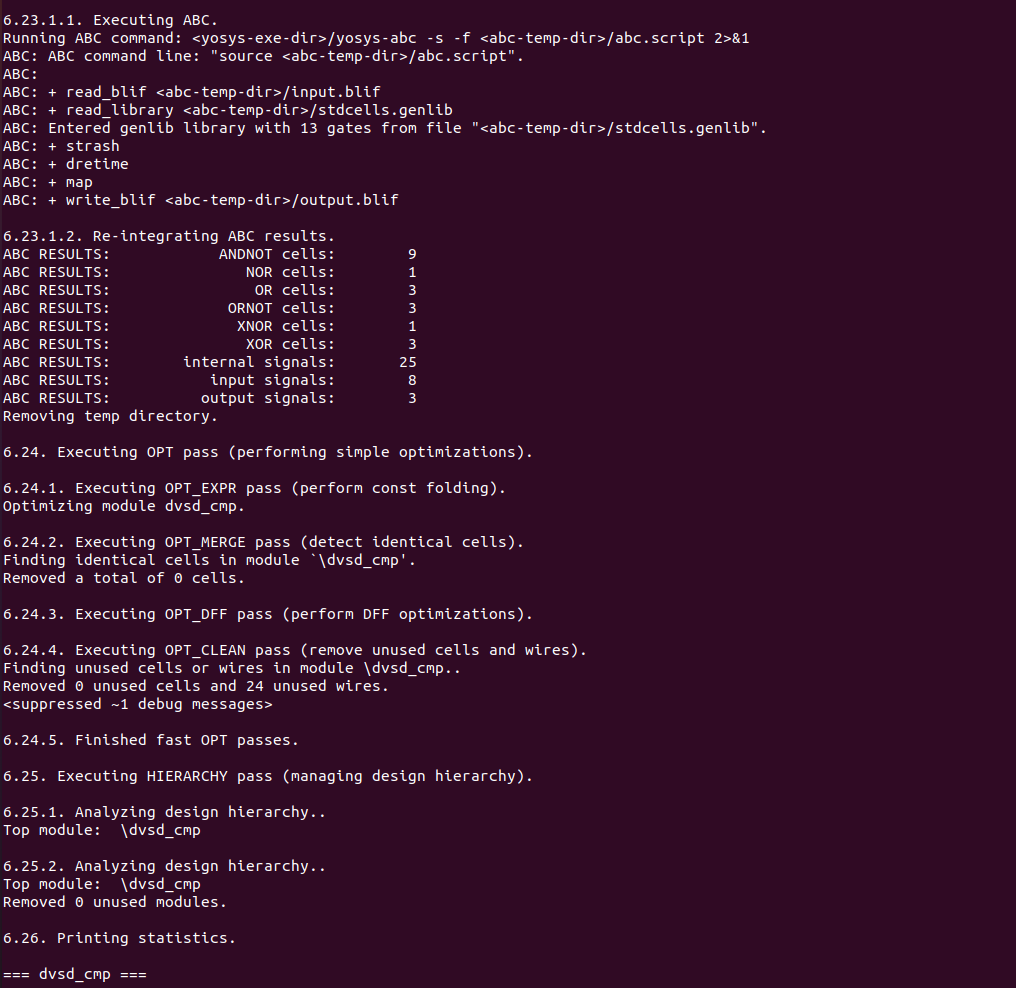 6.23.1.1. Executing ABC.
Running ABC command: <yosys-exe-dir>/yosys-abc -s -f <abc-temp-dir>/abc.script 2>&1
ABC: ABC command line: "source <abc-temp-dir>/abc.script".
ABC:
ABC: + read_blif <abc-temp-dir>/input.blif
ABC: + read_library <abc-temp-dir>/stdcells.genlib
ABC: Entered genlib library with 13 gates from file "<abc-temp-dir>/stdcells.genlib".
ABC: + strash
ABC: + dretime
ABC: + map
ABC: + write_blif <abc-temp-dir>/output.blif

6.23.1.2. Re-integrating ABC results.
ABC RESULTS:            ANDNOT cells:        9
ABC RESULTS:               NOR cells:        1
ABC RESULTS:                OR cells:        3
ABC RESULTS:             ORNOT cells:        3
ABC RESULTS:              XNOR cells:        1
ABC RESULTS:               XOR cells:        3
ABC RESULTS:        internal signals:       25
ABC RESULTS:           input signals:        8
ABC RESULTS:          output signals:        3
Removing temp directory.

6.24. Executing OPT pass (performing simple optimizations).

6.24.1. Executing OPT_EXPR pass (perform const folding).
Optimizing module dvsd_cmp.

6.24.2. Executing OPT_MERGE pass (detect identical cells).
Finding identical cells in module `\dvsd_cmp'.
Removed a total of 0 cells.

6.24.3. Executing OPT_DFF pass (perform DFF optimizations).

6.24.4. Executing OPT_CLEAN pass (remove unused cells and wires).
Finding unused cells or wires in module \dvsd_cmp..
Removed 0 unused cells and 24 unused wires.
<suppressed ~1 debug messages>

6.24.5. Finished fast OPT passes.

6.25. Executing HIERARCHY pass (managing design hierarchy).

6.25.1. Analyzing design hierarchy..
Top module:  \dvsd_cmp

6.25.2. Analyzing design hierarchy..
Top module:  \dvsd_cmp
Removed 0 unused modules.

6.26. Printing statistics.

=== dvsd_cmp ===